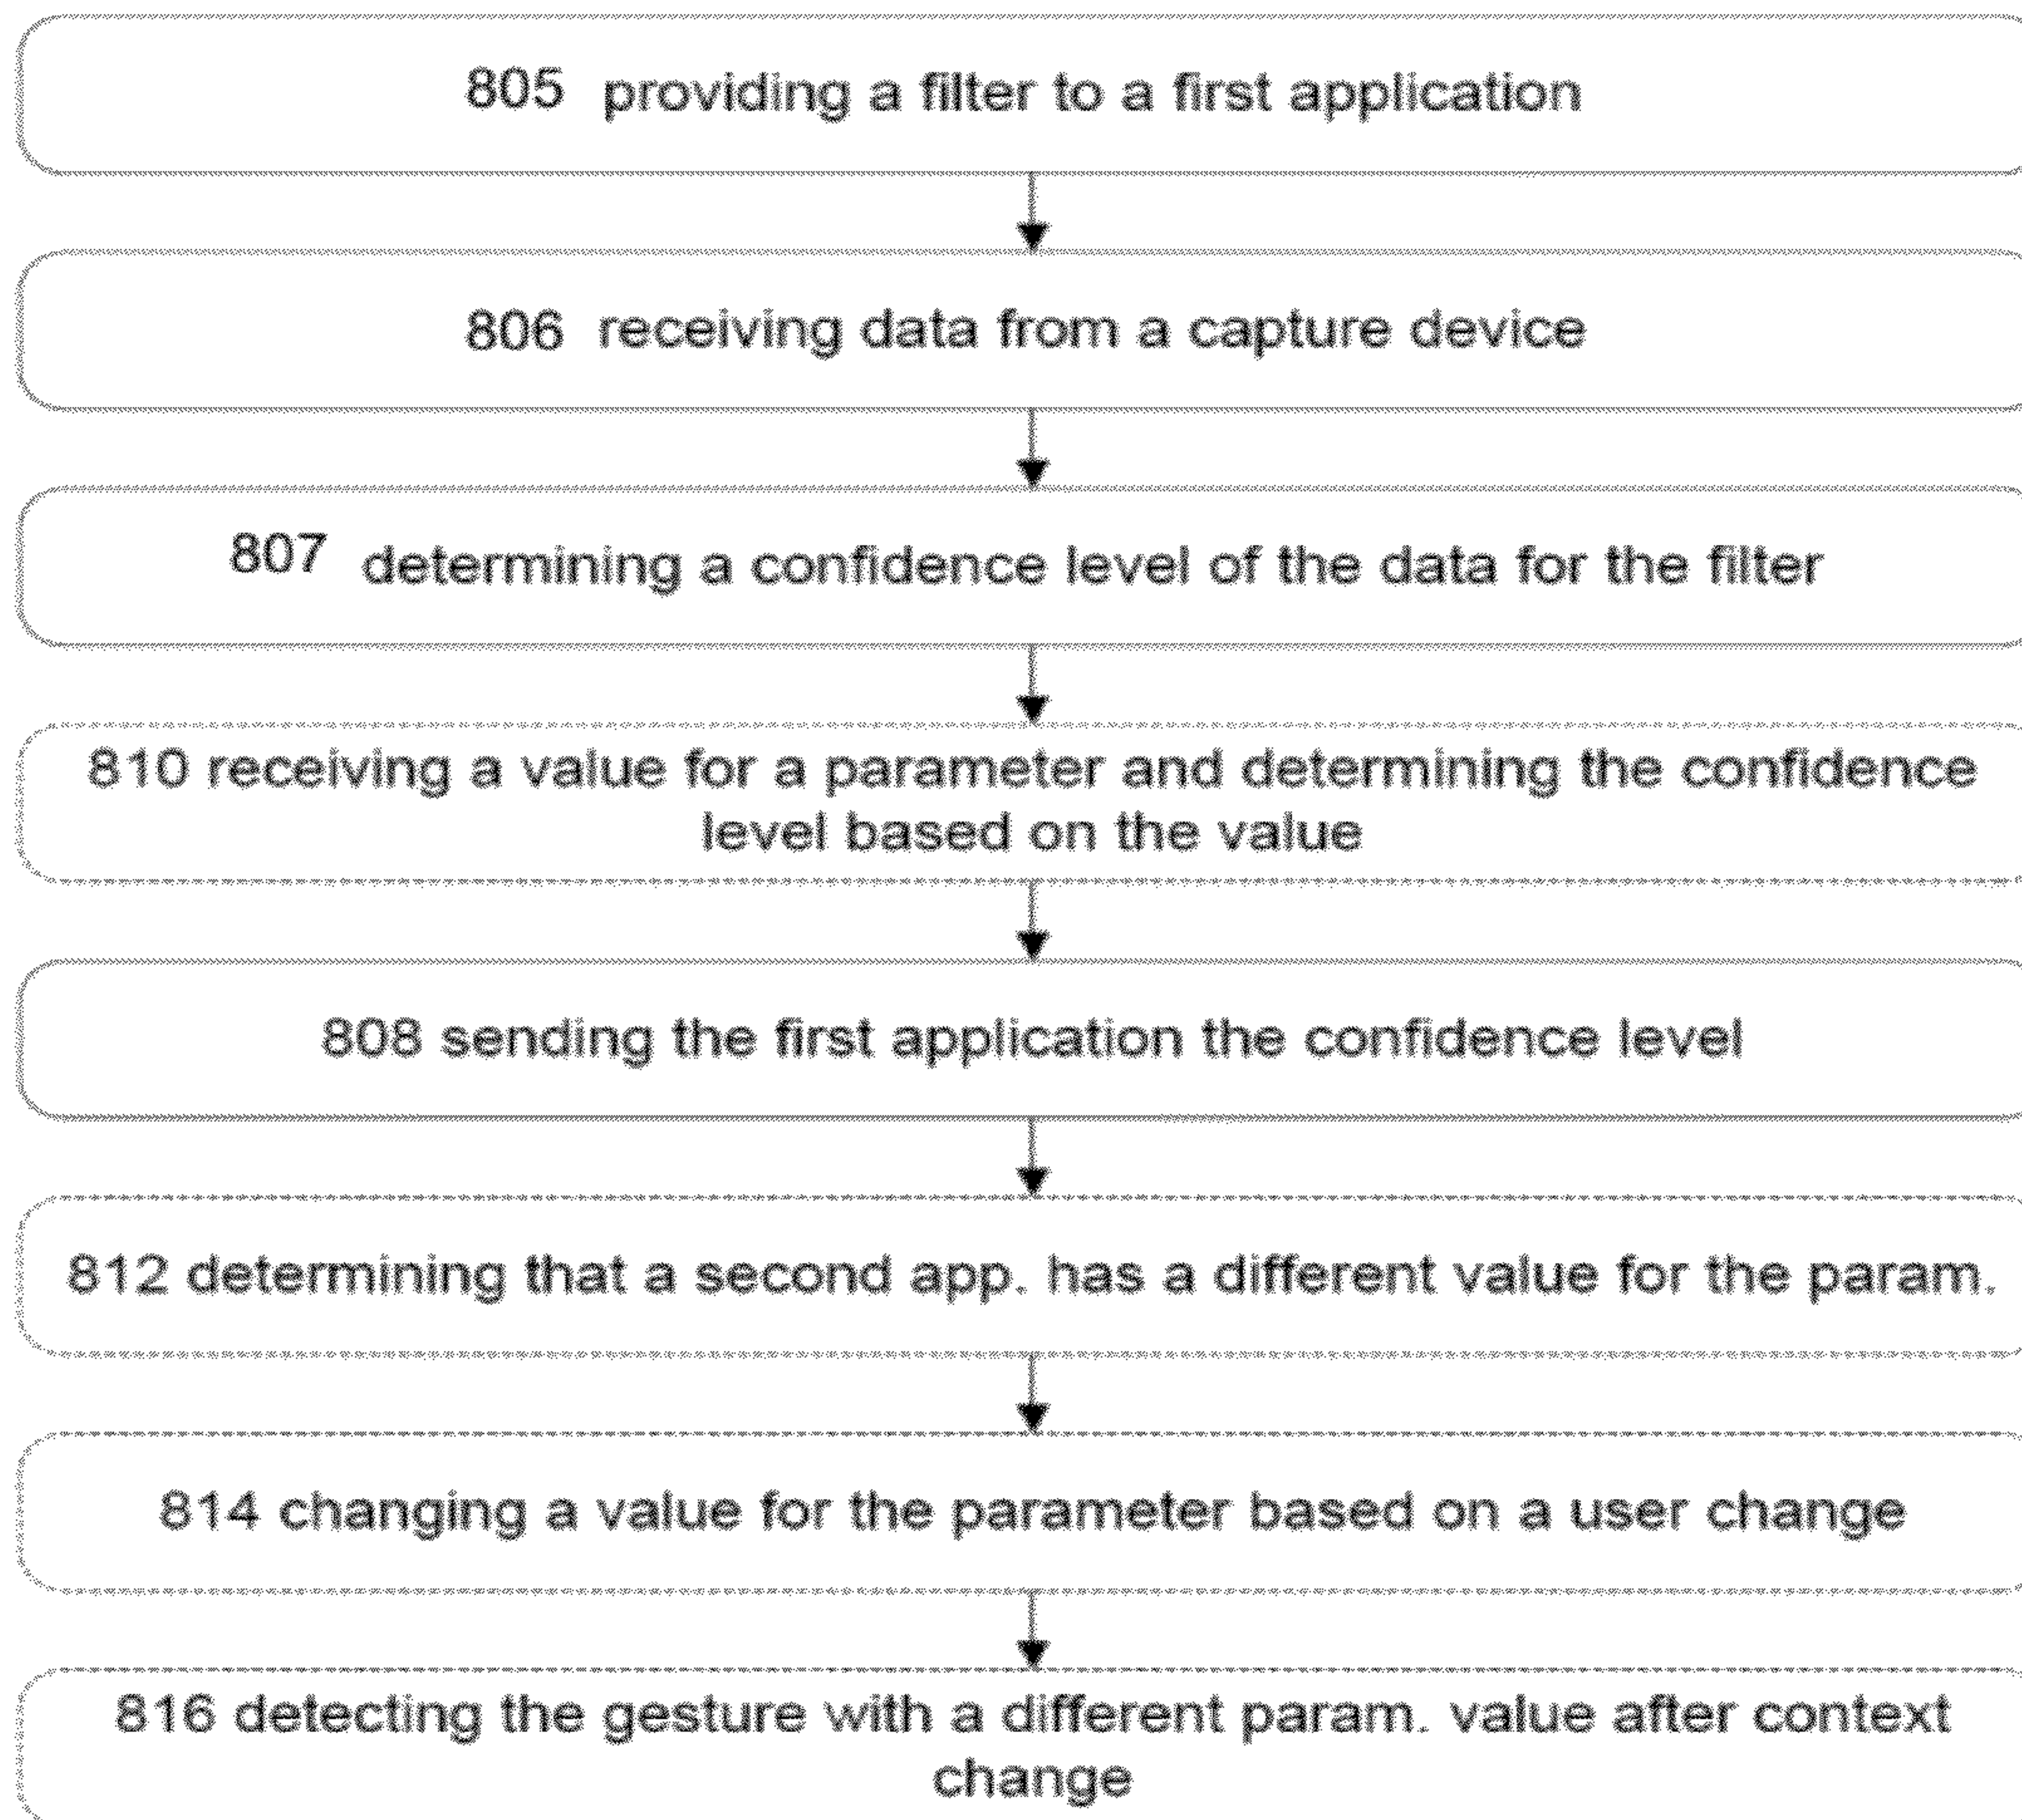 805 providing a filter to a first application
806 receiving data from a capture device
807 determining a confidence level of the data for the filter
810 receiving a value for a parameter and determining the confidence
level based on the value
808 sending the first application the confidence level
812 determining that a second app. has a different value for the param.
814 changing a value for the parameter based on a user change
816 detecting the gesture with a different param. value after context
change